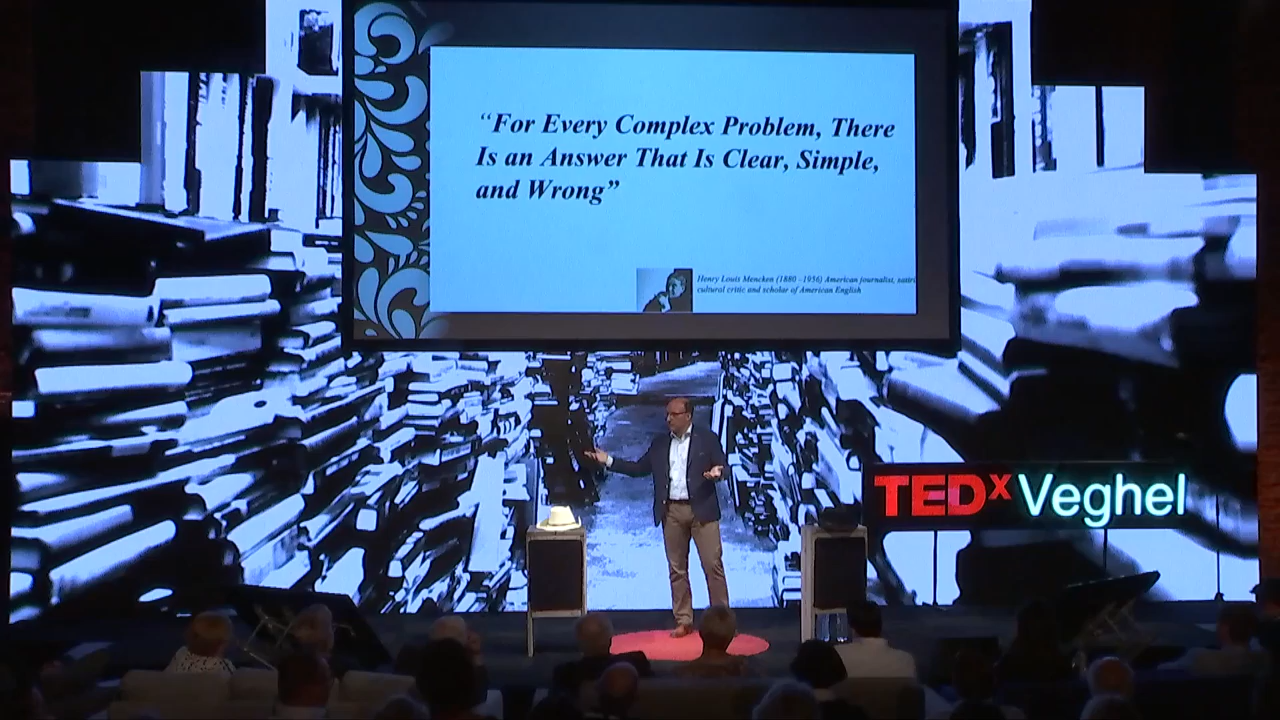 “For Every Complex Problem, There
Is an Answer That Is Clear, Simple,
and Wrong”
Henry Louis Mencken (1880 -1956) American journalist, satiri
cultural critic and scholar of American English
TEDx Veghel